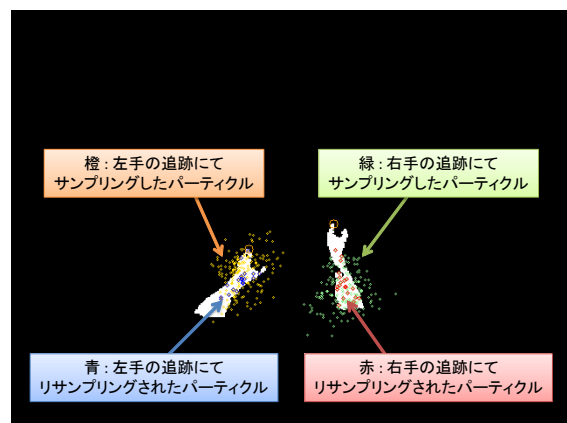 橙：左手の追跡にて
サンプリングしたパーティクル
緑：右手の追跡にて
サンプリングしたパーティクル
青：左手の追跡にて
リサンプリングされたパーティクル
赤：右手の追跡にて
リサンプリングされたパーティクル